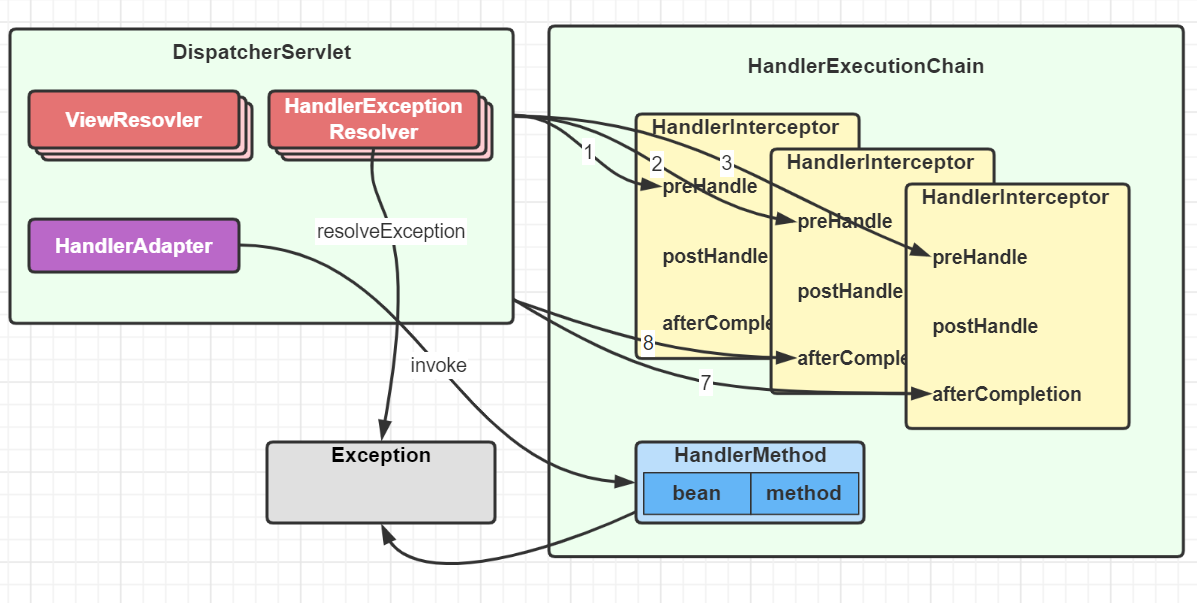 DispatcherServlet
ViewResovler
HandlerException
Resolver
HandlerAdapter
resolveException
invoke
Exception
HandlerExecutionChain
HandlerInterceptor
preHandle
postHandle
afterComple
HandlerInterceptor
preHandle
postHandle
afterComple
HandlerInterceptor
preHandle
postHandle
afterCompletion
1
2
3
8
7
HandlerMethod
bean
method